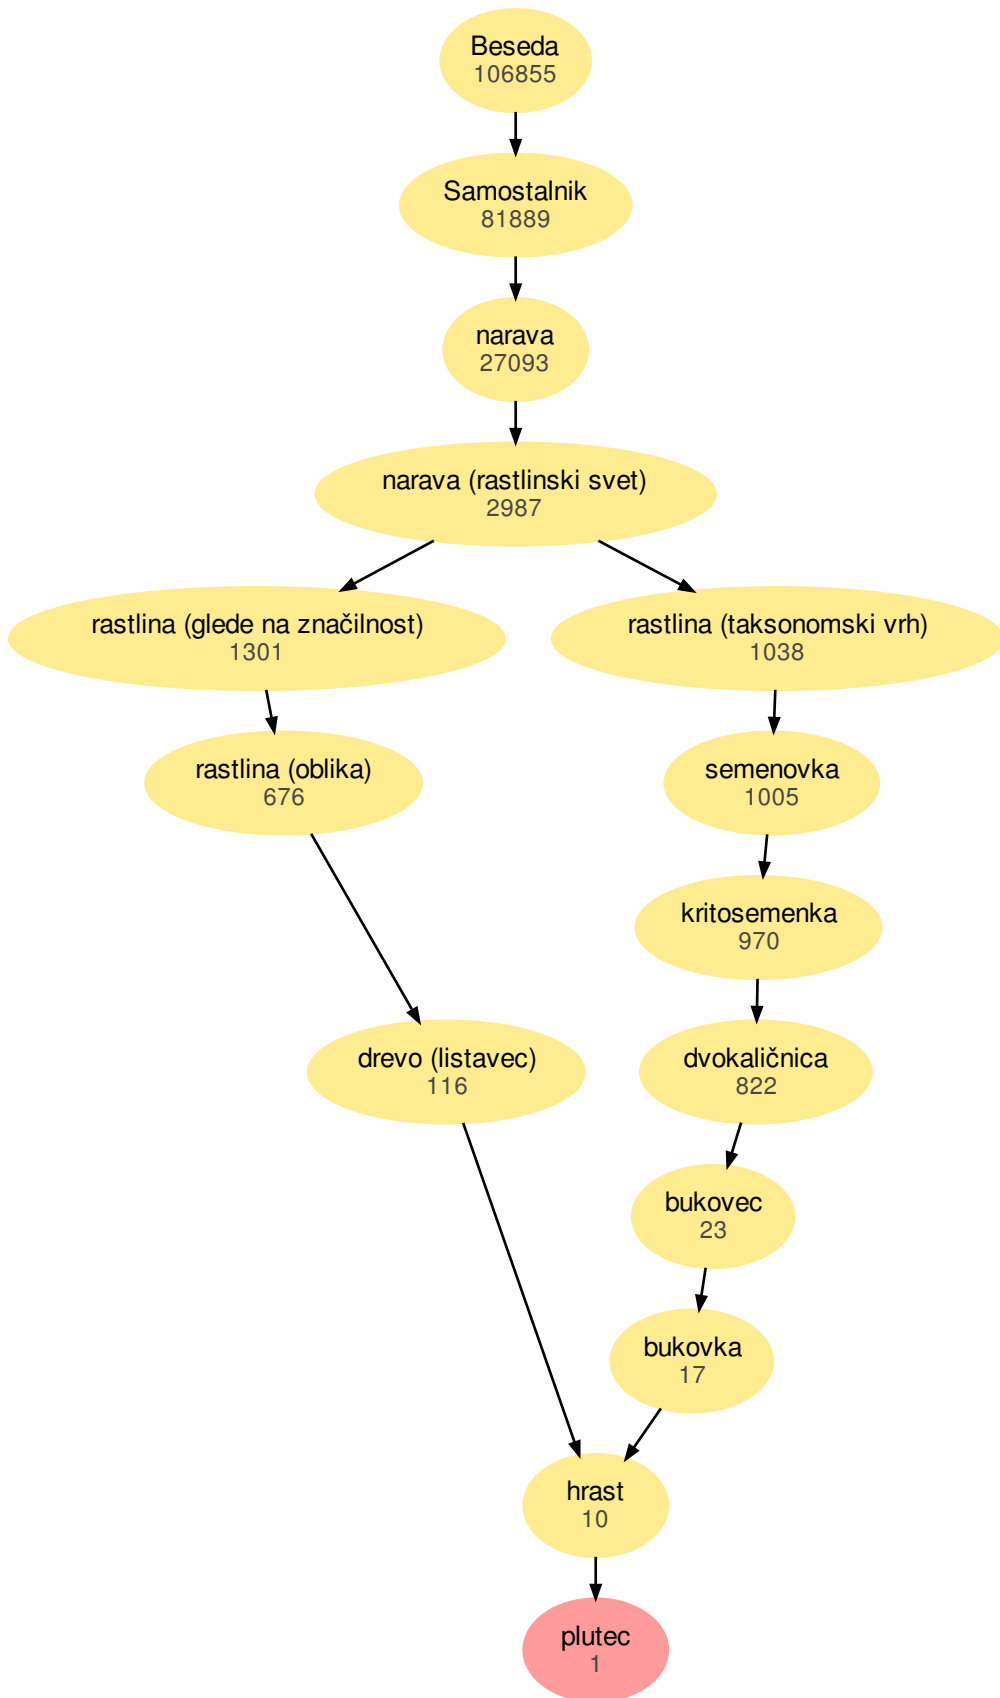 Beseda
106855
Samostalnik
81889
narava
27093
narava (rastlinski svet)
2987
rastlina (glede na značilnost)
1301
rastlina (taksonomski vrh)
1038
rastlina (oblika)
676
semenovka
1005
kritosemenka
970
drevo (listavec)
116
dvokaličnica
822
bukovec
23
bukovka
17
hrast
10
plutec
1